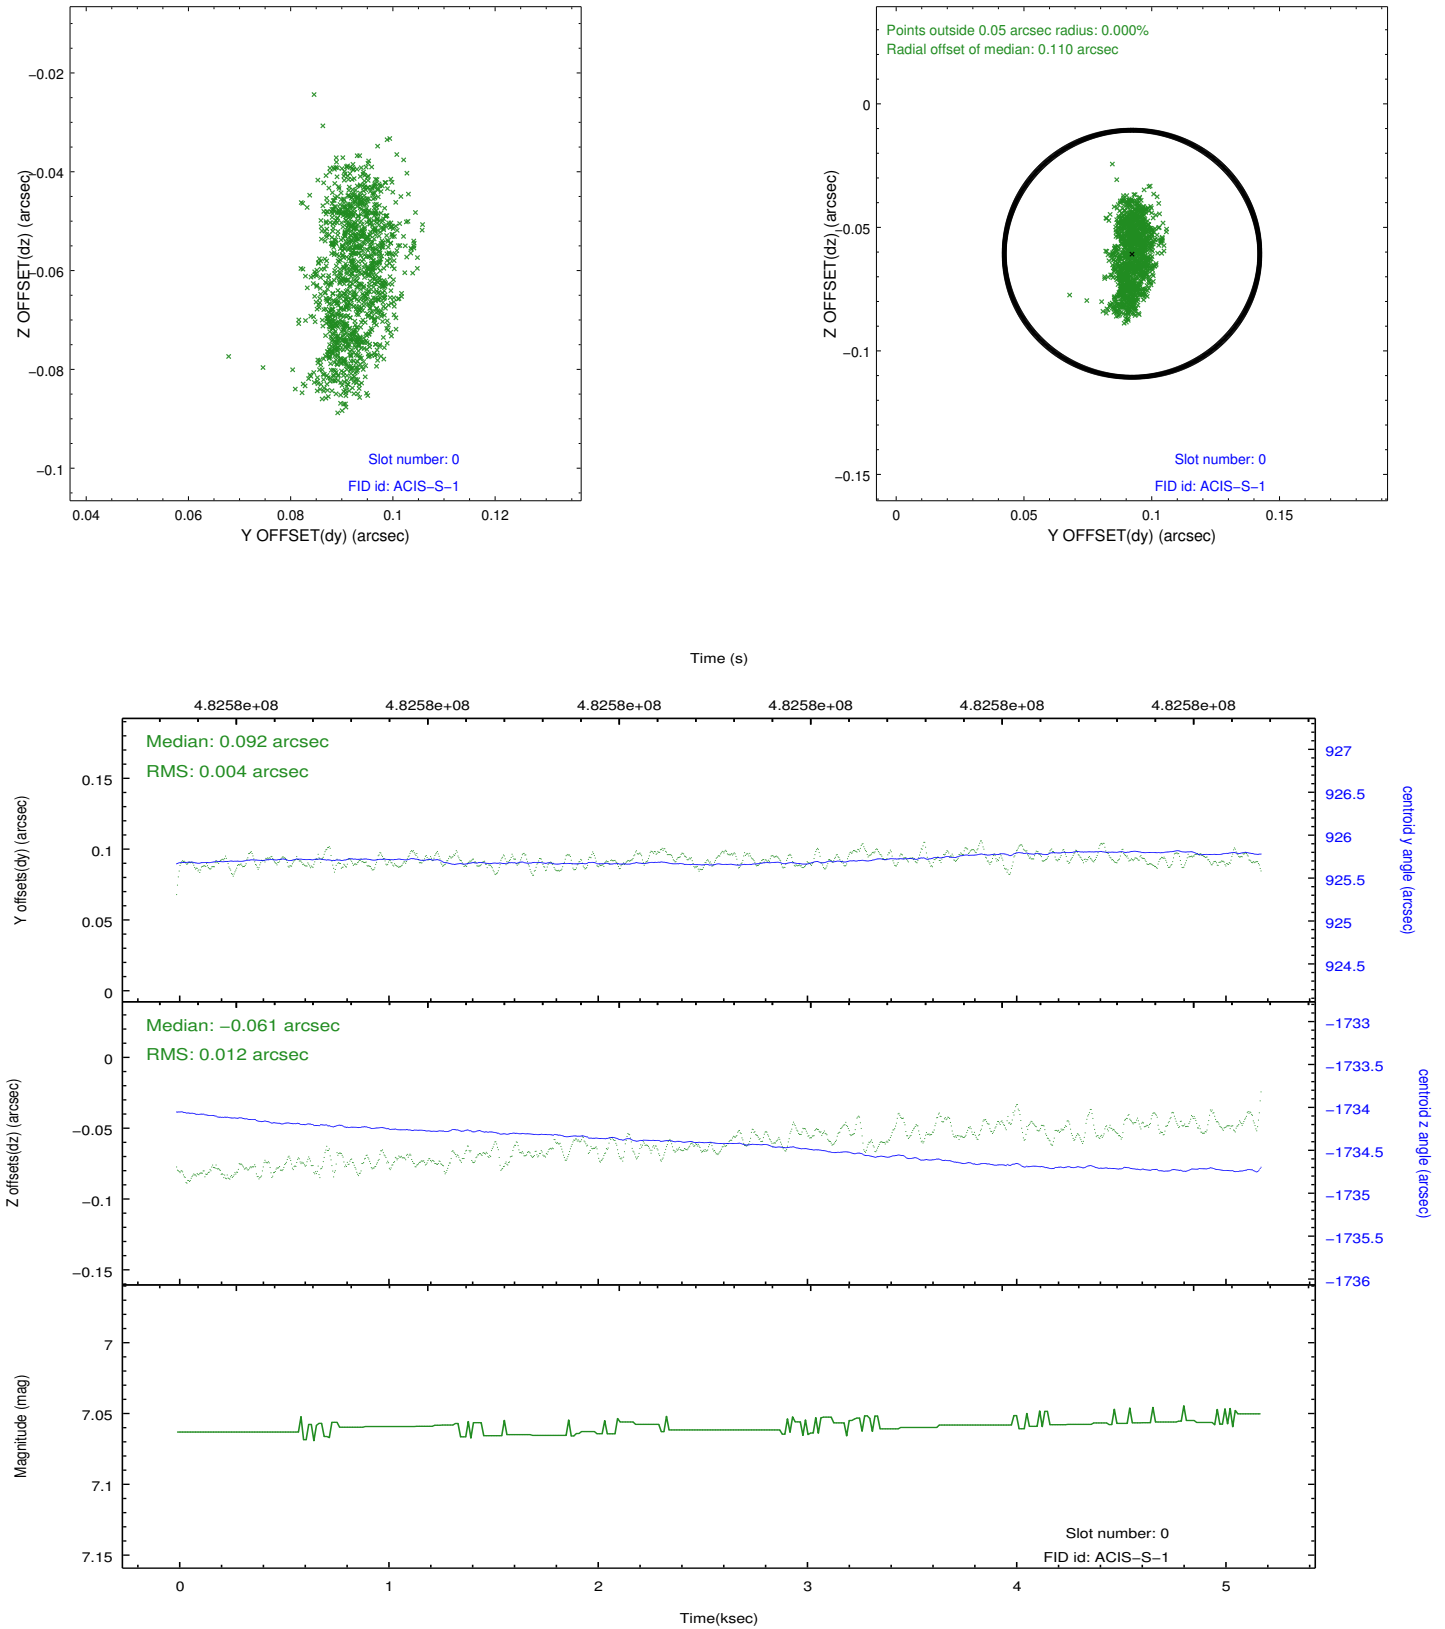 −0.02
−0.04
−0.06
−0.08
−0.1
Z OFFSET(dz) (arcsec)
Slot number: 0
FID id: ACIS−S−1
0.04
0.06
0.08
0.1
0.12
Y OFFSET(dy) (arcsec)
Points outside 0.05 arcsec radius: 0.000%
Radial offset of median: 0.110 arcsec
0
−0.05
−0.1
−0.15
Z OFFSET(dz) (arcsec)
Slot number: 0
FID id: ACIS−S−1
0
0.05
0.1
0.15
Y OFFSET(dy) (arcsec)
Time (s)
4.8258e+08
4.8258e+08
4.8258e+08
4.8258e+08
4.8258e+08
4.8258e+08
Median: 0.092 arcsec
RMS: 0.004 arcsec
0.15
0.1
0.05
0
Y offsets(dy) (arcsec)
927
926.5
926
925.5
925
924.5
centroid y angle (arcsec)
Median: −0.061 arcsec
RMS: 0.012 arcsec
0
−0.05
−0.1
−0.15
Z offsets(dz) (arcsec)
−1733
−1733.5
−1734
−1734.5
−1735
−1735.5
−1736
centroid z angle (arcsec)
7
7.05
7.1
7.15
Magnitude (mag)
Slot number: 0
FID id: ACIS−S−1
0
1
2
3
4
5
Time(ksec)